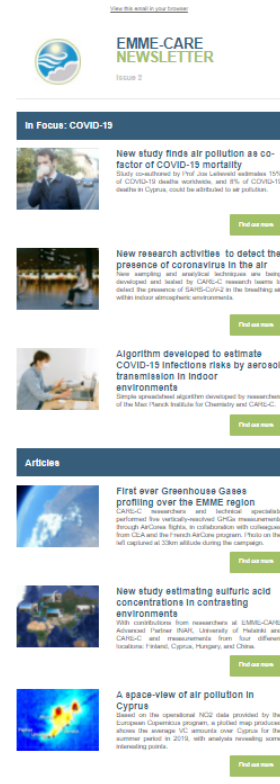 View this email in your browser
EMME-CARE
NEWSLETTER
Issue 2
In Focus: COVID-19
New study finds air pollution as co-
factor of COVID-19 mortality
Study co-authored by Prof Jos Lelieveld estimates 15%
of COVID-19 deaths worldwide, and 6% of COVID-19
deaths in Cyprus, could be attributed to air pollution.
Find out more
New research activities to detect the
presence of coronavirus in the air
New sampling and analytical techniques are being
developed and tested by CARE-C research teams to
detect the presence of SARS-CoV-2 in the breathing air
within indoor atmospheric environments.
Find out more
Algorithm developed to estimate
COVID-19 infections risks by aerosol
transmission in indoor
environments
Simple spreadsheet algorithm developed by researchers
of the Max Planck Institute for Chemistry and CARE-C.
Find out more
Articles
First ever Greenhouse Gases
profiling over the EMME region
CARE-C researchers and technical specialists
performed five vertically-resolved GHGs measurements
through AirCores flights, in collaboration with colleagues
from CEA and the French AirCore program. Photo on the
left captured at 33km altitude during the campaign.
Find out more
New study estimating sulfuric acid
concentrations in contrasting
environments
With contributions from researchers at EMME-CARE
Advanced Partner INAR, University of Helsinki and
CARE-C and measurements from four different
locations: Finland, Cyprus, Hungary, and China.
Find out more
A space-view of air pollution in
Cyprus
Based on the operational NO2 data provided by the
European Copernicus program, a plotted map produced
shows the average VC amounts over Cyprus for the
summer period in 2019, with analysis revealing some
interesting points.
Find out more